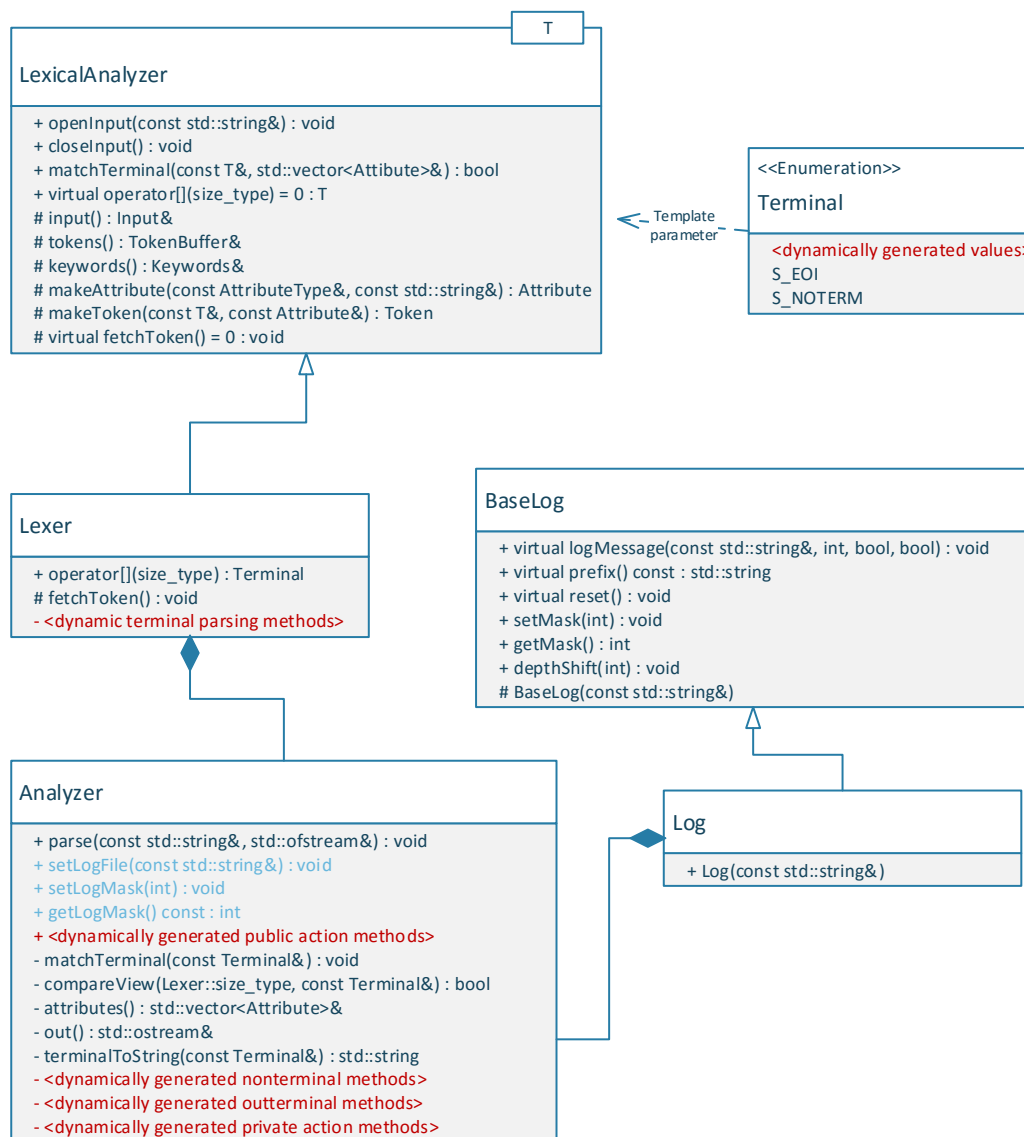 T
LexicalAnalyzer
+ openInput(const std::string&) : void
+ closeInput() : void
+ matchTerminal(const T&, std::vector<Attibute>&) : bool
+ virtual operator[](size_type) = 0 : T
# input() : Input&
# tokens() : TokenBuffer&
# keywords() : Keywords&
# makeAttribute(const AttributeType&, const std::string&) : Attribute
# makeToken(const T&, const Attribute&) : Token
# virtual fetchToken() = 0 : void
<<Enumeration>>
Terminal
<dynamically generated values>
S_EOI
S_NOTERM
Template
parameter
Lexer
+ operator[](size_type) : Terminal
# fetchToken() : void
- <dynamic terminal parsing methods>
BaseLog
+ virtual logMessage(const std::string&, int, bool, bool) : void
+ virtual prefix() const : std::string
+ virtual reset() : void
+ setMask(int) : void
+ getMask() : int
+ depthShift(int) : void
# BaseLog(const std::string&)
Analyzer
+ parse(const std::string&, std::ofstream&) : void
+ setLogFile(const std::string&) : void
+ setLogMask(int) : void
+ getLogMask() const : int
+ <dynamically generated public action methods>
- matchTerminal(const Terminal&) : void
- compareView(Lexer::size_type, const Terminal&) : bool
- attributes() : std::vector<Attribute>&
- out() : std::ostream&
- terminalToString(const Terminal&) : std::string
- <dynamically generated nonterminal methods>
- <dynamically generated outterminal methods>
- <dynamically generated private action methods>
Log
+ Log(const std::string&)